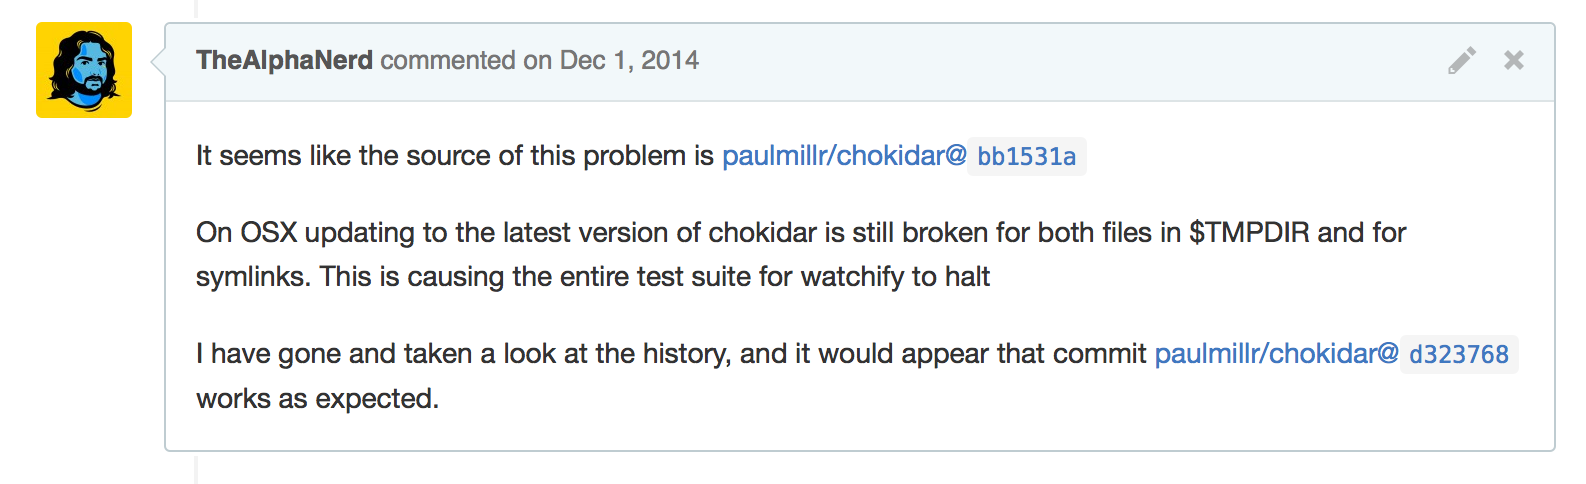 TheAlphaNerd commented on Dec 1, 2014
It seems like the source of this problem is paulmillr/chokidar@bb1531a
On OSX updating to the latest version of chokidar is still broken for both files in $TMPDIR and for
symlinks. This is causing the entire test suite for watchify to halt
I have gone and taken a look at the history, and it would appear that commit paulmillr/chokidar@d323768
works as expected.